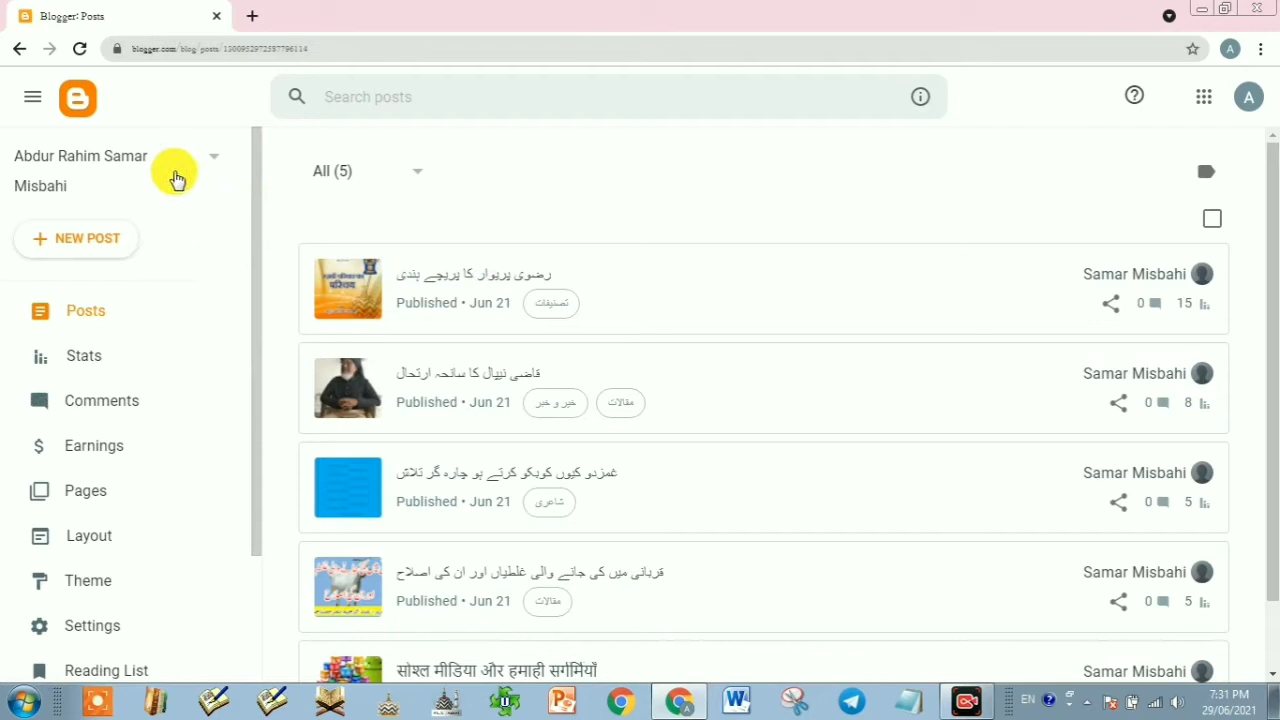 Blogger: Posts
blogger.com/blog/posts/1300952972587796114
Search posts
A
A
Abdur Rahim Samar
Misbahi
NEW POST
Posts
Stats
Comments
Earnings
Pages
Layout
Theme
Settings
Reading List
All (5)
رضوی پریوار کا پریچے ہندی
Samar Misbahi
Published • Jun 21
تصنیفات
0
15
قاضی نیپال کا سانحہ ارتحال
Samar Misbahi
Published • Jun 21
خبر و خبر
مقالات
0
8
غمزدو کیوں کوبکو کرتے ہو چارہ گر تلاش
Samar Misbahi
Published • Jun 21
شاعری
0
5
قربانی میں کی جانے والی غلطیاں اور ان کی اصلاح
Samar Misbahi
Published • Jun 21
مقالات
0
5
सोश्ल मीडिया और हमाही सर्गर्मियाँ
Samar Misbahi
EN
7:31 PM
29/06/2021